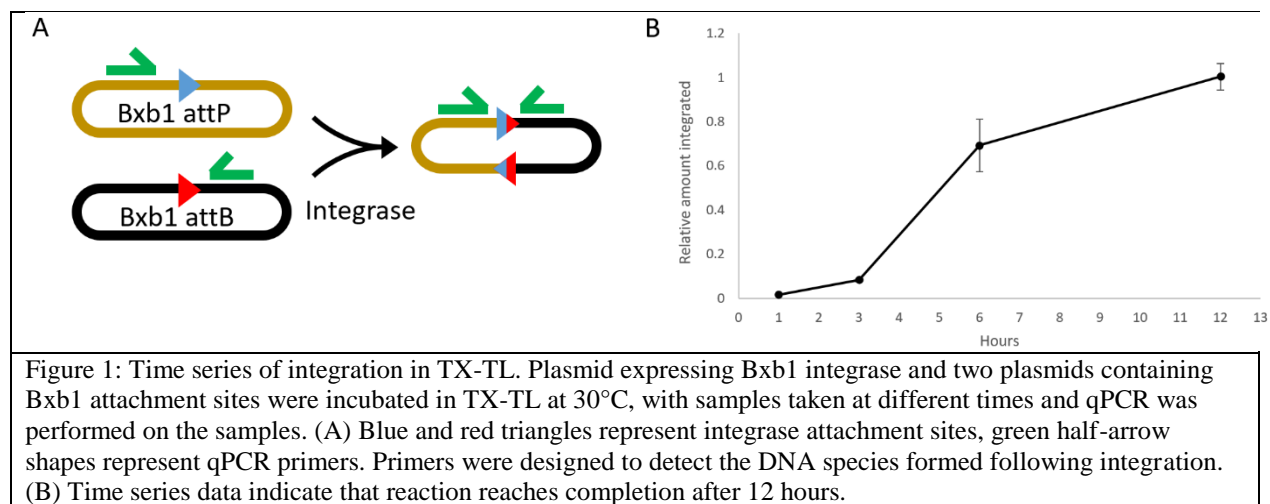 A
Bxb1 attP
Bxb1 attB
Integrase
B
Relative amount integrated
1.2
1
0.8
0.6
0.4
0.2
0
0 1 2 3 4 5 6 7 8 9 10 11 12 13
Hours
Figure 1: Time series of integration in TX-TL. Plasmid expressing Bxb1 integrase and two plasmids containing
Bxb1 attachment sites were incubated in TX-TL at 30°C, with samples taken at different times and qPCR was
performed on the samples. (A) Blue and red triangles represent integrase attachment sites, green half-arrow
shapes represent qPCR primers. Primers were designed to detect the DNA species formed following integration.
(B) Time series data indicate that reaction reaches completion after 12 hours.